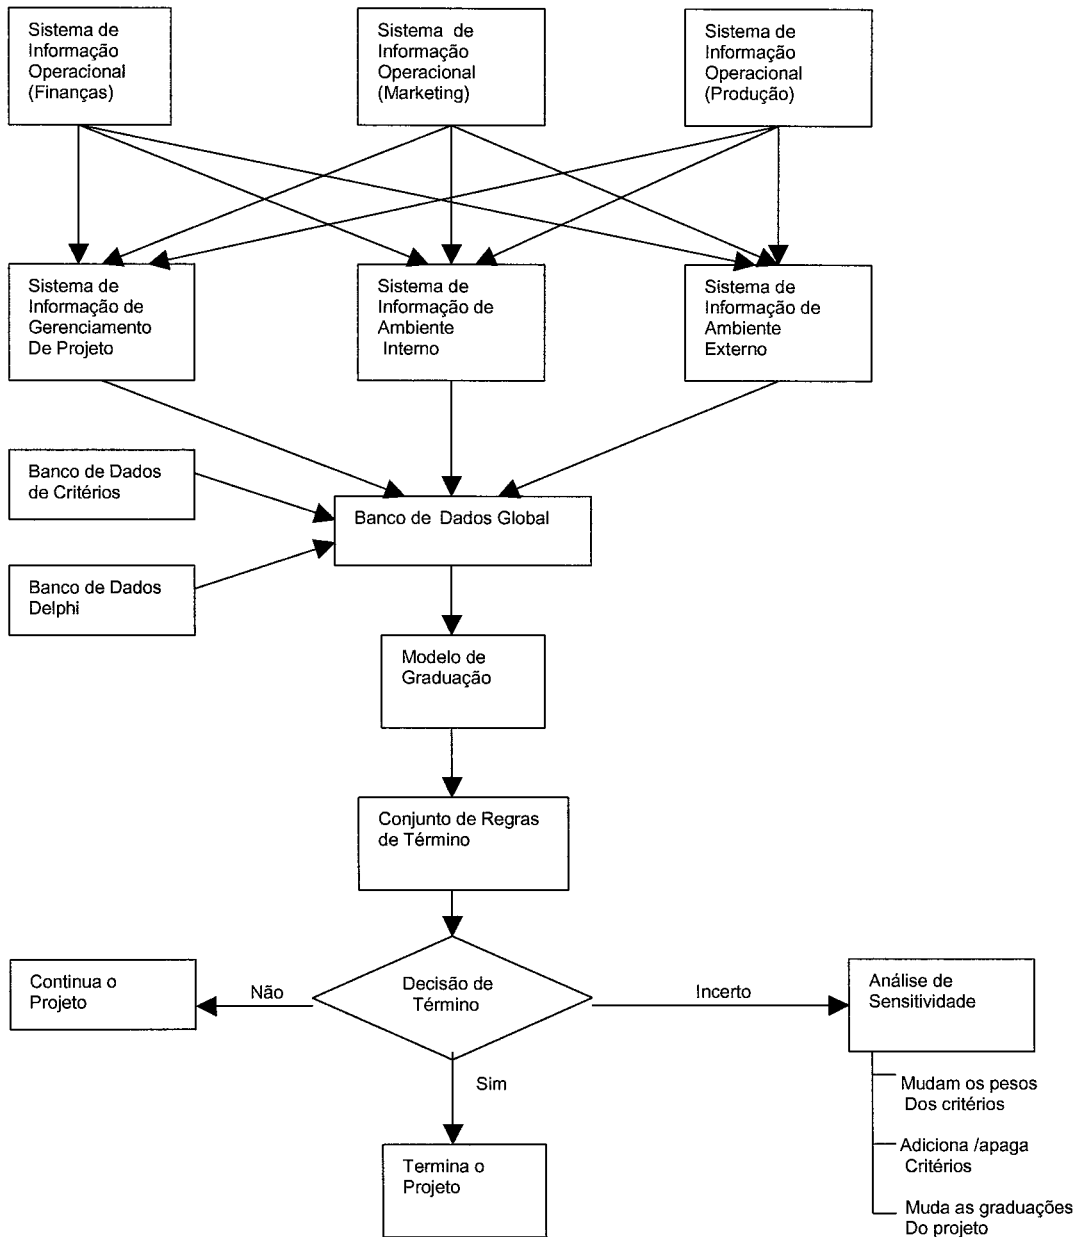 Sistema de
Informação
Operacional
(Finanças)
Sistema de
Informação
Operacional
(Marketing)
Sistema de
Informação
Operacional
(Produção)
Sistema de
Informação de
Gerenciamento
De Projeto
Sistema de
Informação de
Ambiente
Interno
Sistema de
Informação de
Ambiente
Externo
Banco de Dados
de Critérios
Banco de Dados Global
Banco de Dados
Delphi
Modelo de
Graduação
Conjunto de Regras
de Término
Continua o
Projeto
Não
Decisão de
Término
Incerto
Análise de
Sensitividade
Sim
Mudam os pesos
Dos critérios
Adiciona /apaga
Critérios
Muda as graduações
Do projeto
Termina o
Projeto